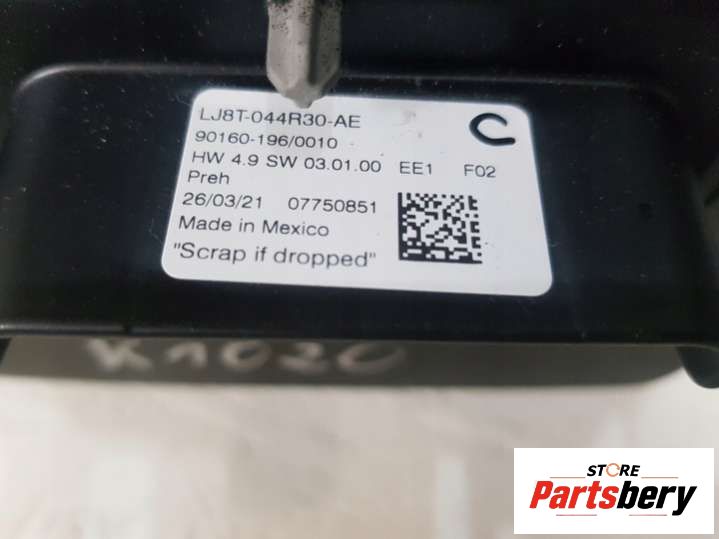 LJ8T-044R30-AE
90160-196/0010
HW 4.9 SW 03.01.00 EE1 F02
Preh
26/03/21 07750851
Made in Mexico
"Scrap if dropped"
C
STORE
Partsbery